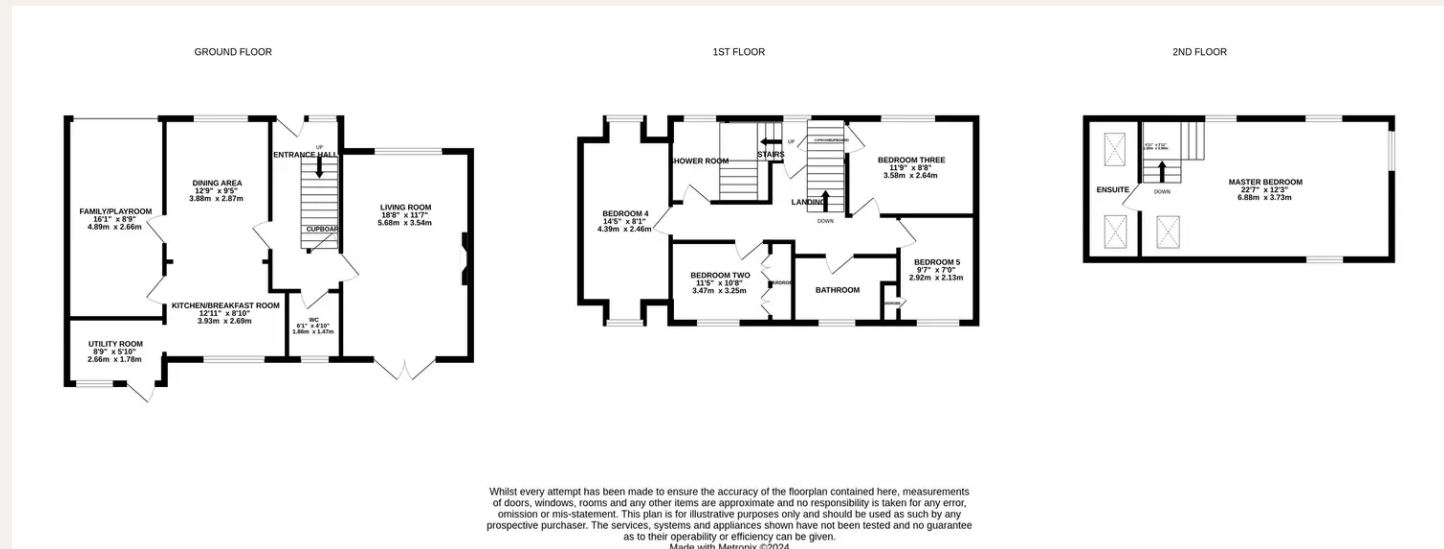 GROUND FLOOR
ENTRANCE HALL
UP
DINING AREA
12'9" x 9'5"
3.88m x 2.87m
FAMILY/PLAYROOM
16'1" x 8'9"
4.89m x 2.66m
LIVING ROOM
18'8" x 11'7"
5.68m x 3.54m
CUPBOAR
KITCHEN/BREAKFAST ROOM
12'11" x 8'10"
3.93m x 2.69m
WC
6'1" x 4'10"
1.86m x 1.47m
UTILITY ROOM
8'9" x 5'10"
2.66m x 1.78m
1ST FLOOR
SHOWER ROOM
STAIRS
UP
BEDROOM THREE
11'9" x 8'8"
3.58m x 2.64m
LANDING
DOWN
BEDROOM 4
14'5" x 8'1"
4.39m x 2.46m
BEDROOM TWO
11'5" x 10'8"
3.47m x 3.25m
BATHROOM
BEDROOM 5
9'7" x 7'0"
2.92m x 2.13m
2ND FLOOR
ENSUITE
DOWN
MASTER BEDROOM
22'7" x 12'3"
6.88m x 3.73m
Whilst every attempt has been made to ensure the accuracy of the floorplan contained here, measurements
of doors, windows, rooms and any other items are approximate and no responsibility is taken for any error,
omission or mis-statement. This plan is for illustrative purposes only and should be used as such by any
prospective purchaser. The services, systems and appliances shown have not been tested and no guarantee
as to their operability or efficiency can be given.
Made with Metropix ©2024